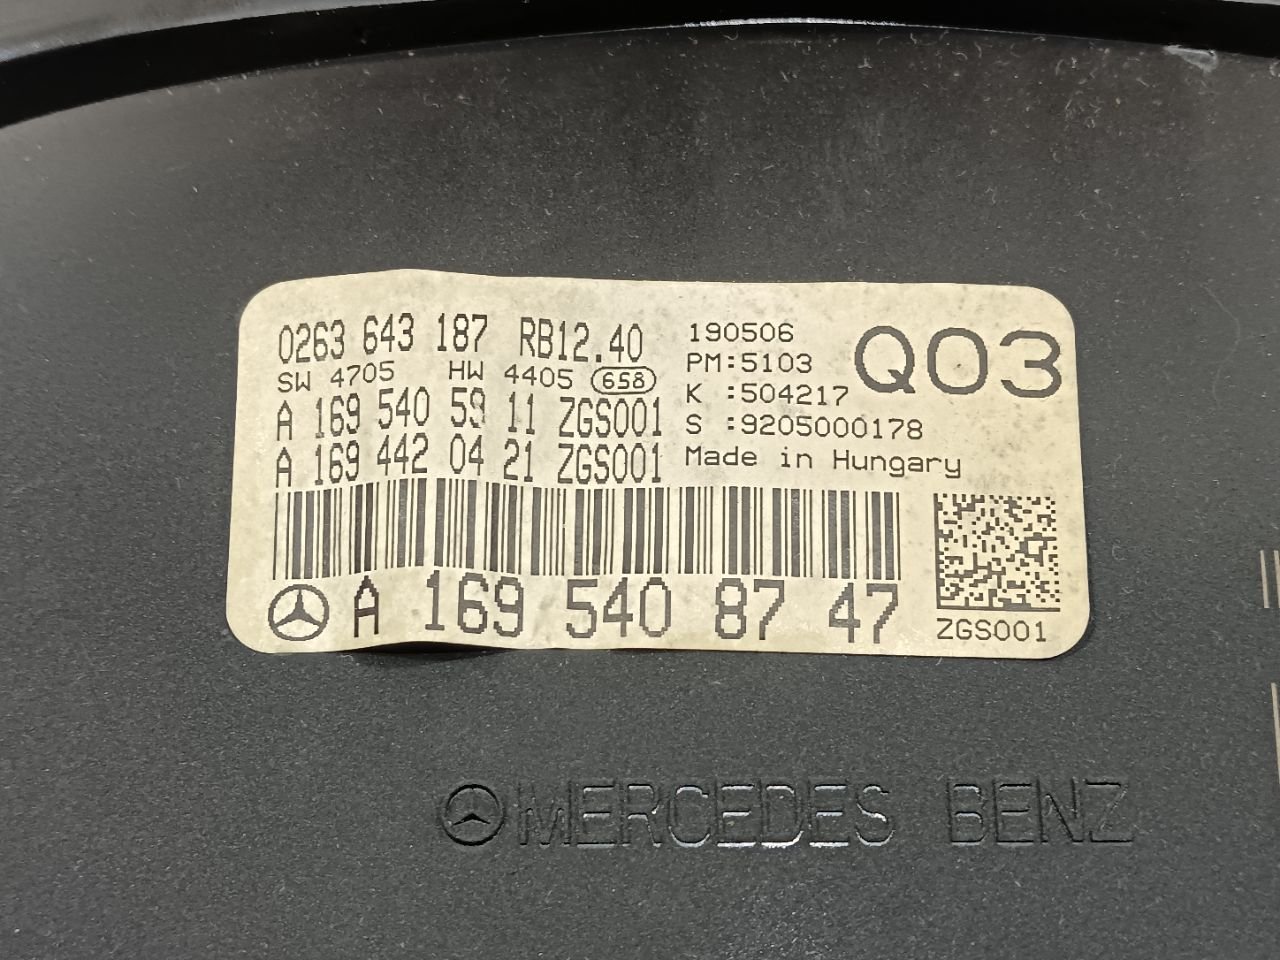 0263 643 187 RB12.40
SW 4705 HW 4405 658
A 169 540 59 11 ZGS001
A 169 442 04 21 ZGS001
190506
PM:5103
K :504217
S :9205000178
Made in Hungary
Q03
A 169 540 87 47
ZGS001
MERCEDES BENZ